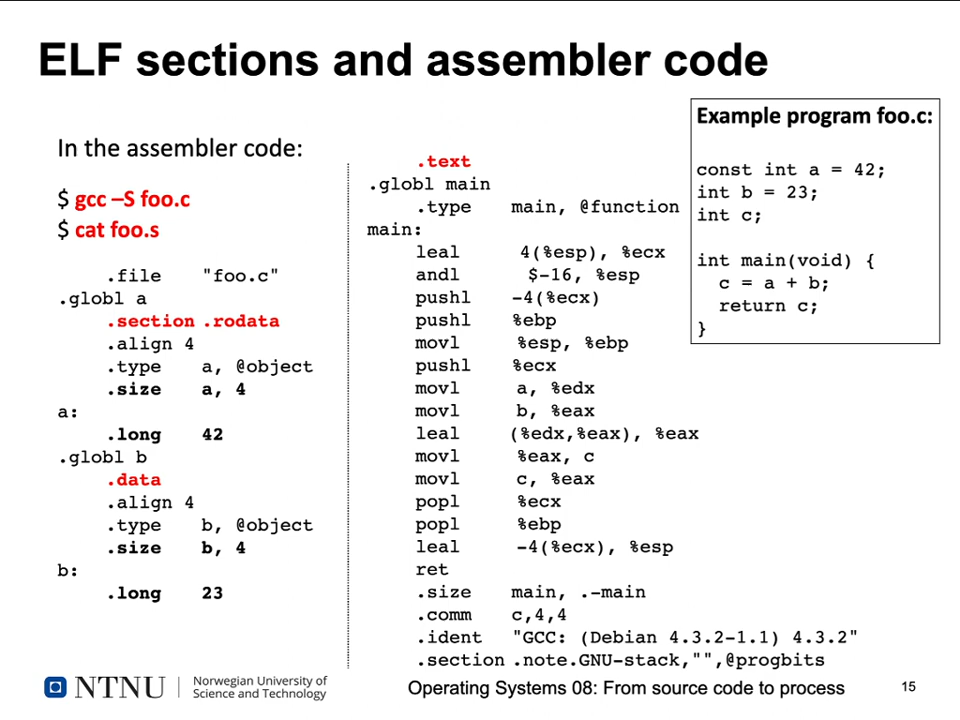 ELF sections and assembler code
In the assembler code:
$ gcc –S foo.c
$ cat foo.s
.file "foo.c"
.globl a
.section .rodata
.align 4
.type a, @object
.size a, 4
a:
.long 42
.globl b
.data
.align 4
.type b, @object
.size b, 4
b:
.long 23
.text
.globl main
.type main, @function
main:
leal 4(%esp), %ecx
andl $-16, %esp
pushl -4(%ecx)
pushl %ebp
movl %esp, %ebp
pushl %ecx
movl a, %edx
movl b, %eax
leal (%edx,%eax), %eax
movl %eax, c
movl c, %eax
popl %ecx
popl %ebp
leal -4(%ecx), %esp
ret
.size main, .-main
.comm c,4,4
.ident "GCC: (Debian 4.3.2-1.1) 4.3.2"
.section .note.GNU-stack,"",@progbits
Example program foo.c:
const int a = 42;
int b = 23;
int c;
int main(void) {
c = a + b;
return c;
}
NTNU
Norwegian University of
Science and Technology
Operating Systems 08: From source code to process
15